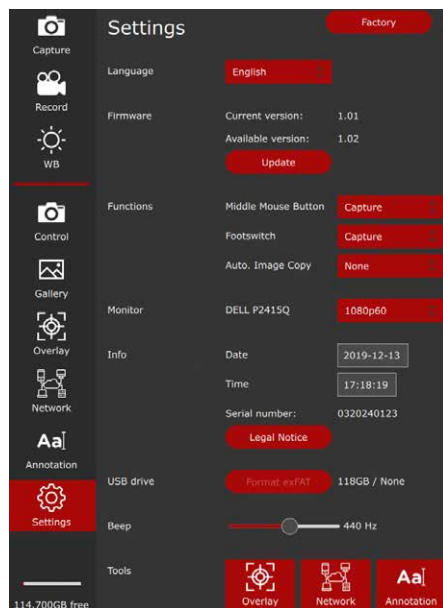 Capture
Record
WB
Control
Gallery
Overlay
Network
Aa
Annotation
Settings
114.700GB free
Settings
Factory
Language
English
Firmware
Current version:
1.01
Available version:
1.02
Update
Functions
Middle Mouse Button
Capture
Footswitch
Capture
Auto. Image Copy
None
Monitor
DELL P2415Q
1080p60
Info
Date
2019-12-13
Time
17:18:19
Serial number:
0320240123
Legal Notice
USB drive
Format exFAT
118GB / None
Beep
440 Hz
Tools
Overlay
Network
Aa
Annotation